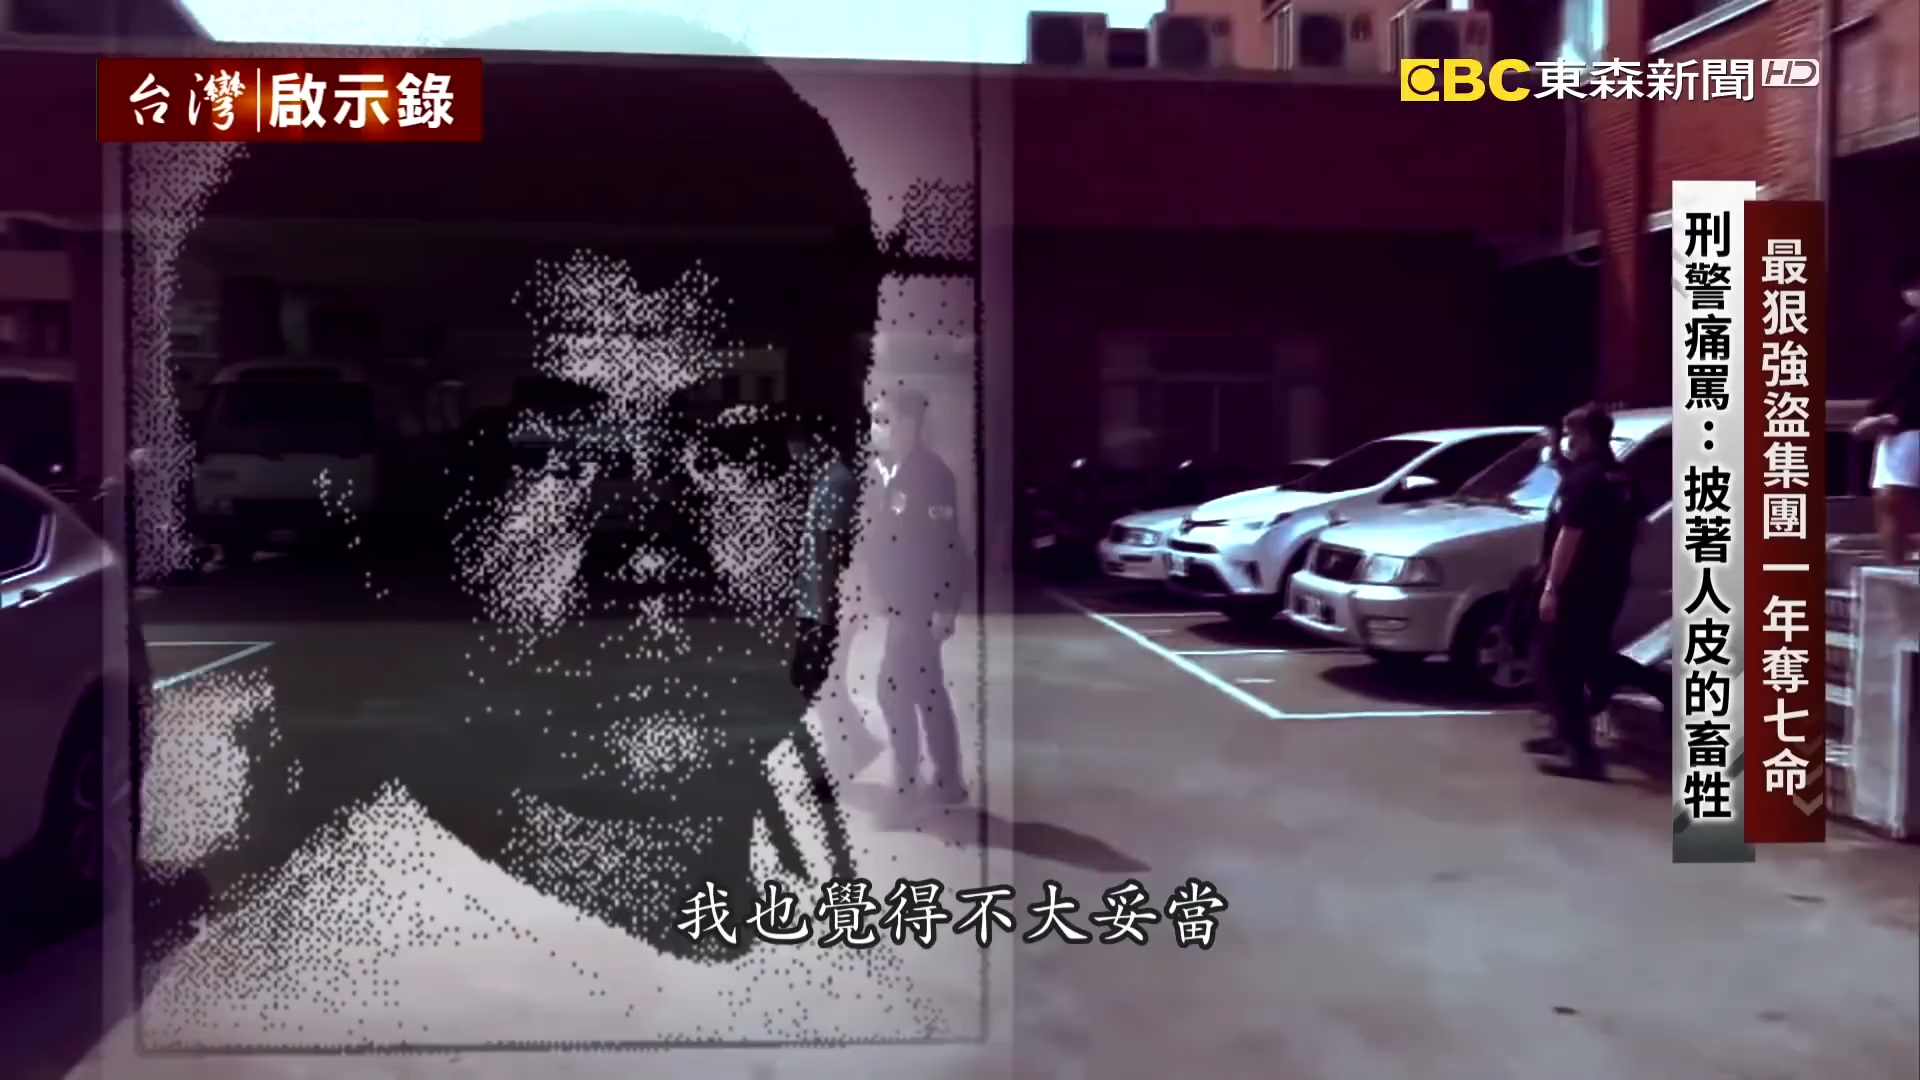 台灣|啟示錄
EBC東森新聞HD
最狠強盜集團一年奪七命
刑警痛罵：披著人皮的畜牲
我也覺得不大妥當